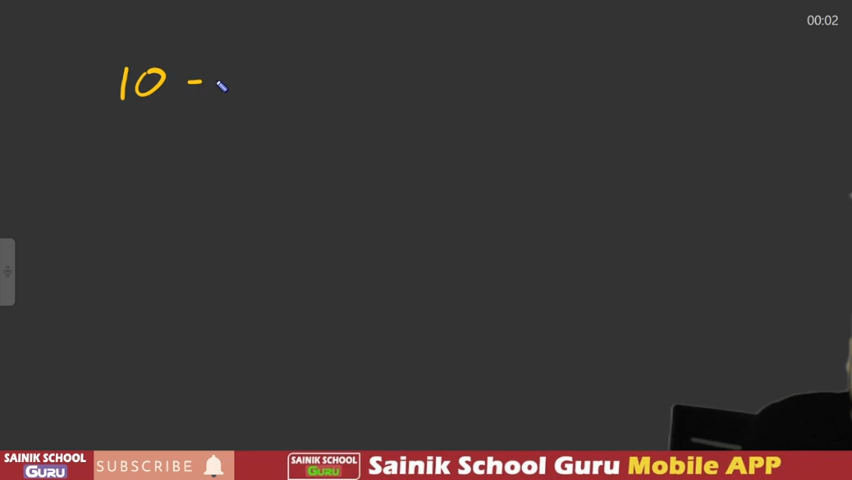 00:02
10 -
SAINIK SCHOOL
GURU
SUBSCRIBE
SAINIK SCHOOL
GURU
Sainik School Guru Mobile APP